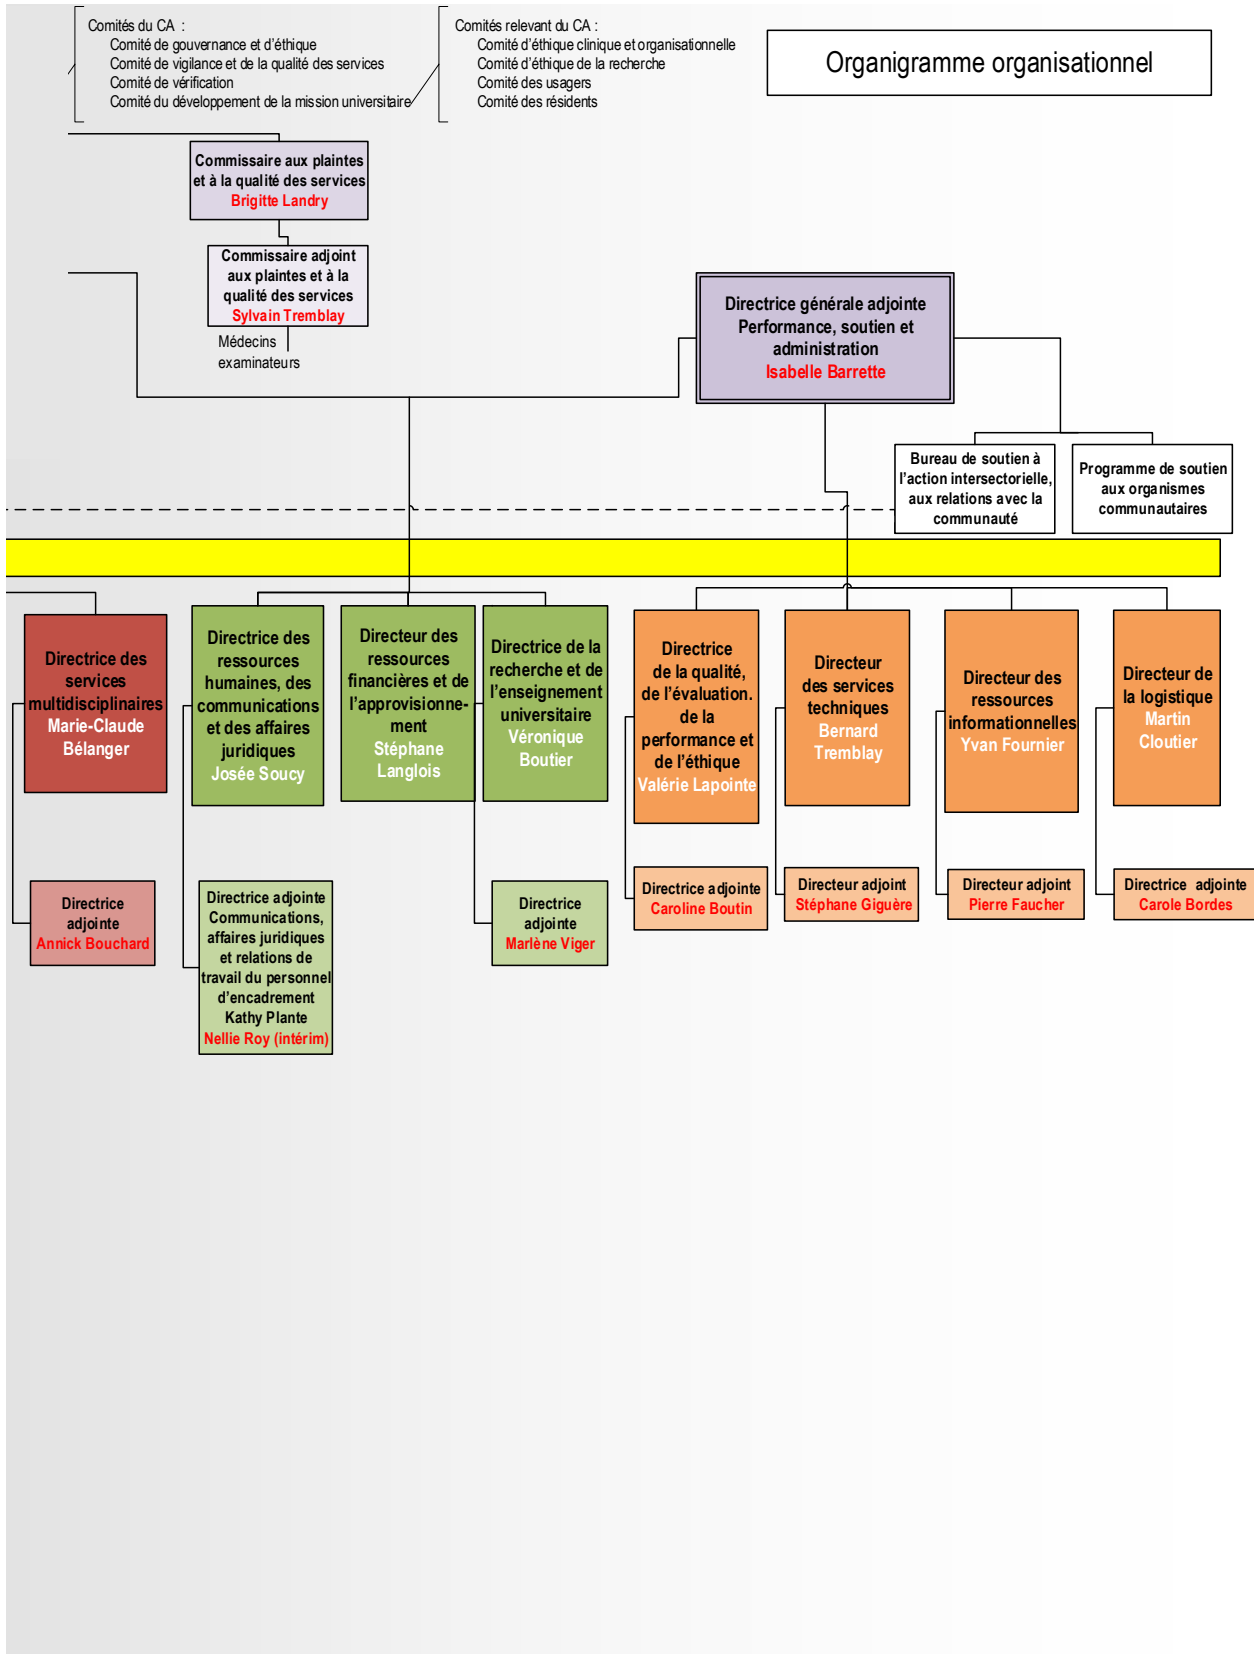 Comités du CA :
Comité de gouvernance et d'éthique
Comité de vigilance et de la qualité des services
Comité de vérification
Comité du développement de la mission universitaire
Comités relevant du CA :
Comité d'éthique clinique et organisationnelle
Comité d'éthique de la recherche
Comité des usagers
Comité des résidents
Organigramme organisationnel
Commissaire aux plaintes
et à la qualité des services
Brigitte Landry
Commissaire adjoint
aux plaintes et à la
qualité des services
Sylvain Tremblay
Médecins
examinateurs
Directrice générale adjointe
Performance, soutien et
administration
Isabelle Barrette
Bureau de soutien à
l'action intersectorielle,
aux relations avec la
communauté
Programme de soutien
aux organismes
communautaires
Directrice des
services
multidisciplinaires
Marie-Claude
Bélanger
Directrice des
ressources
humaines, des
communications
et des affaires
juridiques
Josée Soucy
Directeur des
ressources
financières et de
l'approvisionne-
ment
Stéphane
Langlois
Directrice de la
recherche et de
l'enseignement
universitaire
Véronique
Boutier
Directrice
de la qualité,
de l'évaluation.
de la
performance et
de l'éthique
Valérie Lapointe
Directeur
des services
techniques
Bernard
Tremblay
Directeur des
ressources
informationnelles
Yvan Fournier
Directeur de
la logistique
Martin
Cloutier
Directrice
adjointe
Annick Bouchard
Directrice adjointe
Communications,
affaires juridiques
et relations de
travail du personnel
d'encadrement
Kathy Plante
Nellie Roy (intérim)
Directrice
adjointe
Marlène Viger
Directrice adjointe
Caroline Boutin
Directeur adjoint
Stéphane Giguère
Directeur adjoint
Pierre Faucher
Directrice  adjointe
Carole Bordes